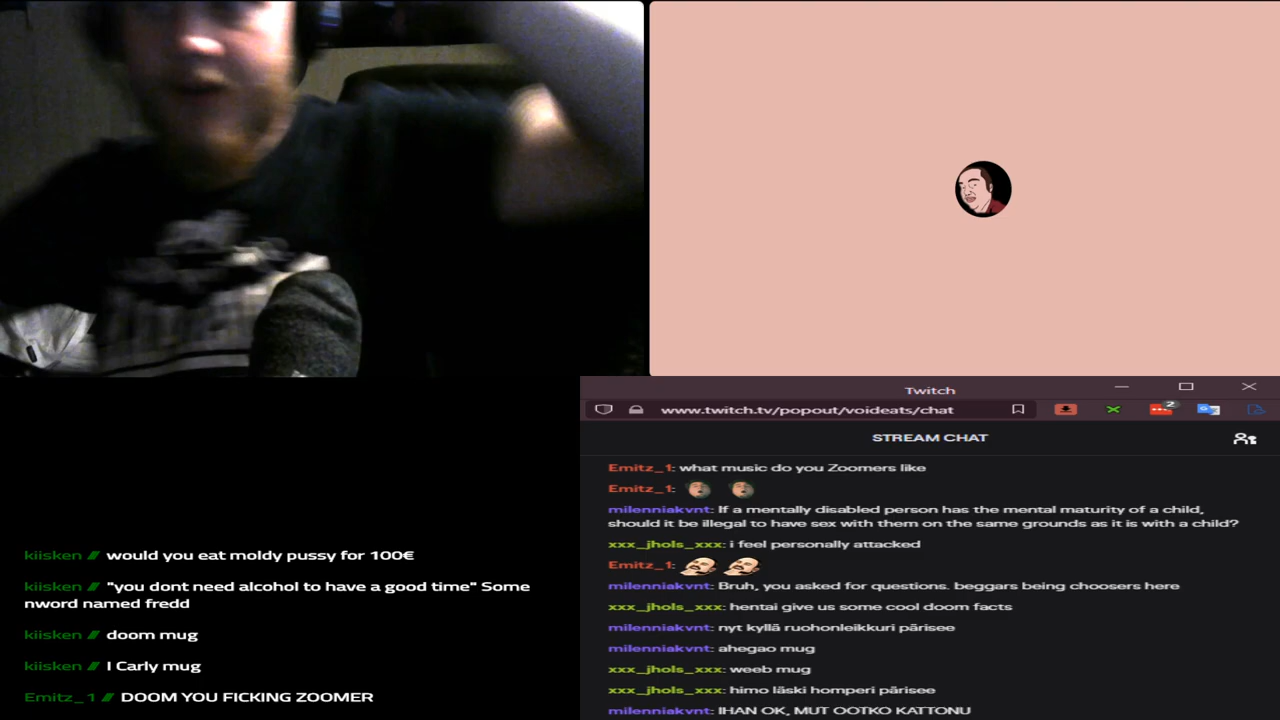 Twitch
www.twitch.tv/popout/voideats/chat
2
STREAM CHAT
Emitz_1: what music do you Zoomers like
Emitz_1:
milenniakvnt: If a mentally disabled person has the mental maturity of a child,
should it be illegal to have sex with them on the same grounds as it is with a child?
xxx_jhols_xxx: i feel personally attacked
Emitz_1:
milenniakvnt: Bruh, you asked for questions. beggars being choosers here
xxx_jhols_xxx: hentai give us some cool doom facts
milenniakvnt: nyt kyllä ruohonleikkuri pärisee
milenniakvnt: ahegao mug
xxx_jhols_xxx: weeb mug
xxx_jhols_xxx: himo läski homperi pärisee
milenniakvnt: IHAN OK, MUT OOTKO KATTONU
kiisken // would you eat moldy pussy for 100€
kiisken // "you dont need alcohol to have a good time" Some
nword named fredd
kiisken // doom mug
kiisken // I Carly mug
Emitz_1 // DOOM YOU FICKING ZOOMER